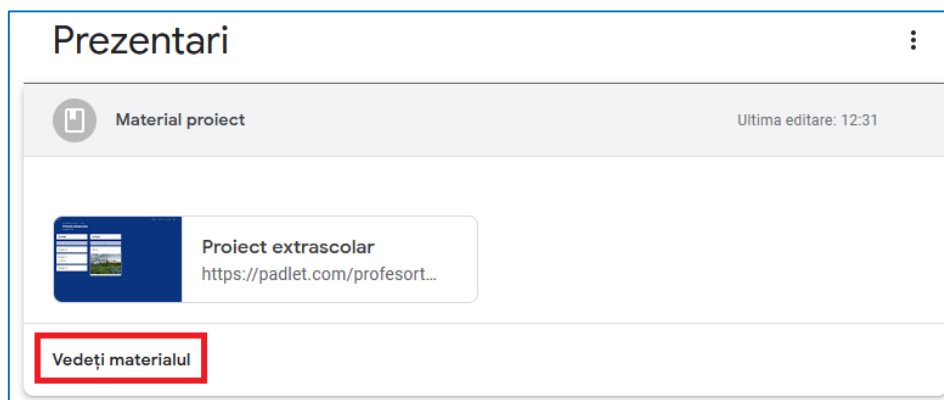 Prezentari
Material proiect
Ultima editare: 12:31
Proiect extrascolar
https://padlet.com/profesort...
Vedeți materialul